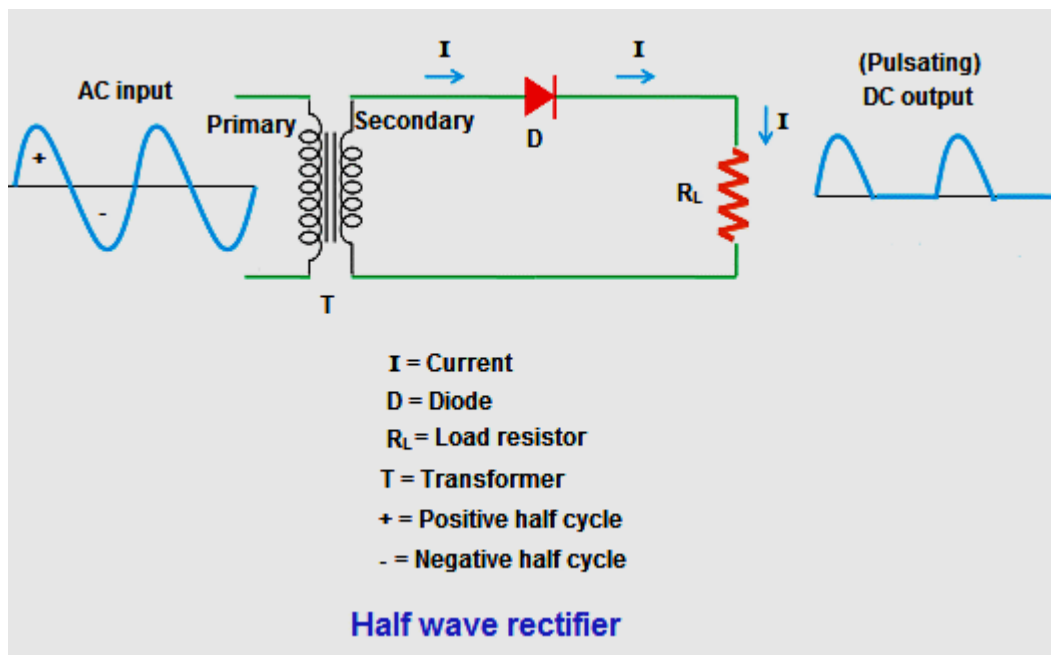 AC input
+
-
Primary
Secondary
T
I
I
D
I
RL
(Pulsating)
DC output
I = Current
D = Diode
RL = Load resistor
T = Transformer
+ = Positive half cycle
- = Negative half cycle
Half wave rectifier